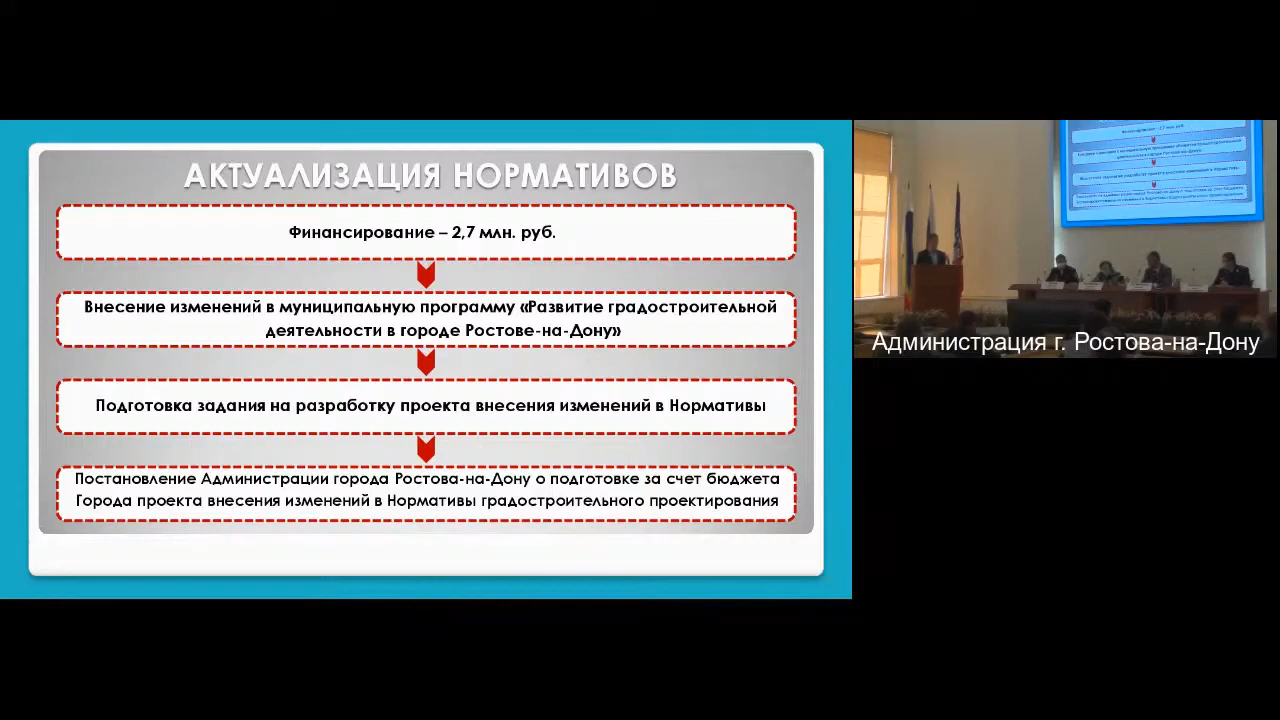 АКТУАЛИЗАЦИЯ НОРМАТИВОВ
Финансирование – 2,7 млн. руб.
Внесение изменений в муниципальную программу «Развитие градостроительной
деятельности в городе Ростове-на-Дону»
Подготовка задания на разработку проекта внесения изменений в Нормативы
Постановление Администрации города Ростова-на-Дону о подготовке за счет бюджета
Города проекта внесения изменений в Нормативы градостроительного проектирования
Администрация г. Ростова-на-Дону